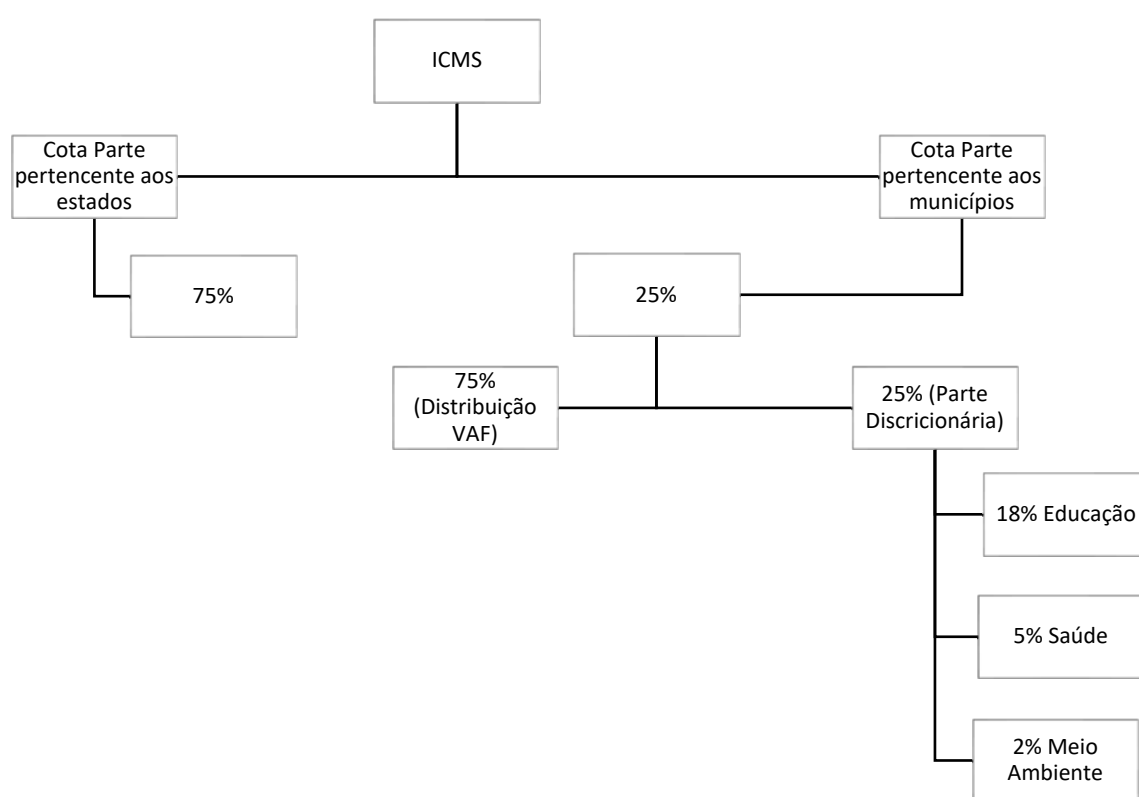 ICMS
Cota Parte
pertencente aos
estados
Cota Parte
pertencente aos
municípios
75%
25%
75%
(Distribuição
VAF)
25% (Parte
Discricionária)
18% Educação
5% Saúde
2% Meio
Ambiente